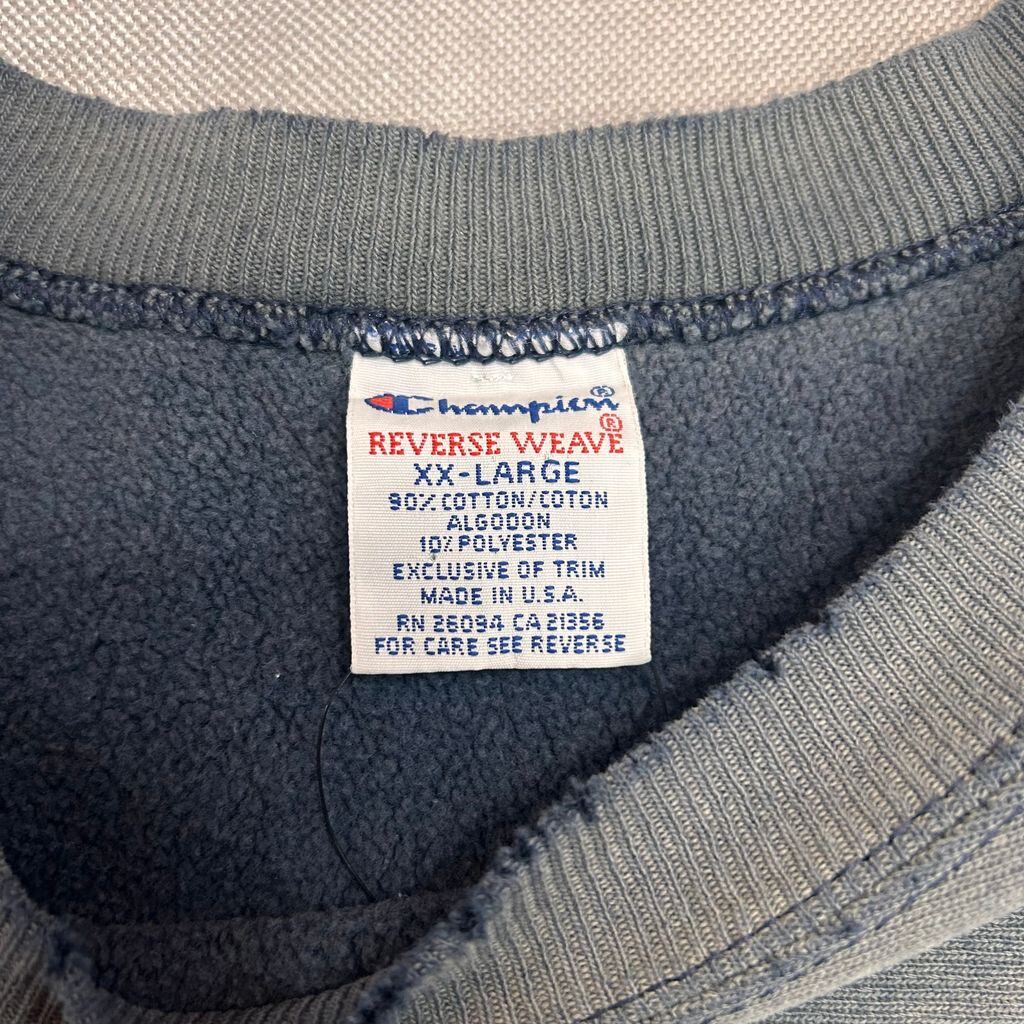 Champion®
REVERSE WEAVE®
XX-LARGE
90% COTTON/COTON
ALGODON
10% POLYESTER
EXCLUSIVE OF TRIM
MADE IN U.S.A.
RN 26094 CA 21356
FOR CARE SEE REVERSE